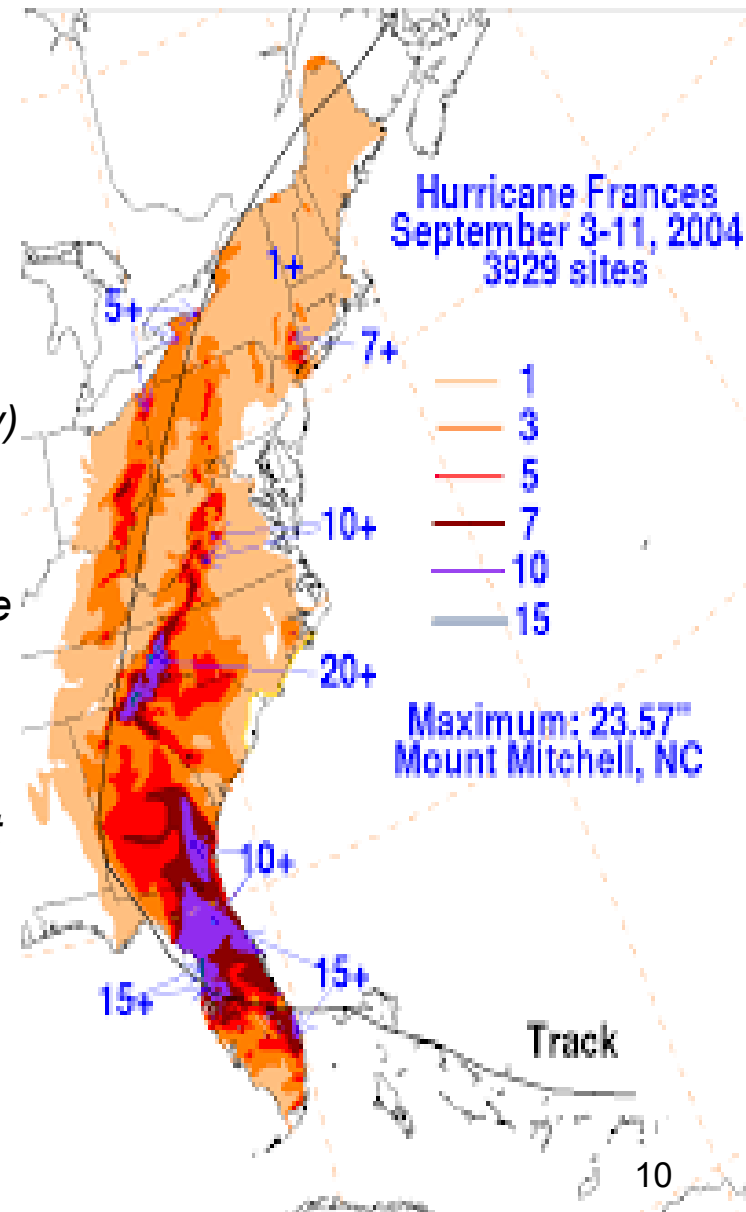 Hurricane Frances
September 3-11, 2004
3929 sites
1+
5+
7+
1
3
y)
5
10+
7
10
e
15
20+
Maximum: 23.57"
Mount Mitchell, NC
10+
15+
15+
Track
10